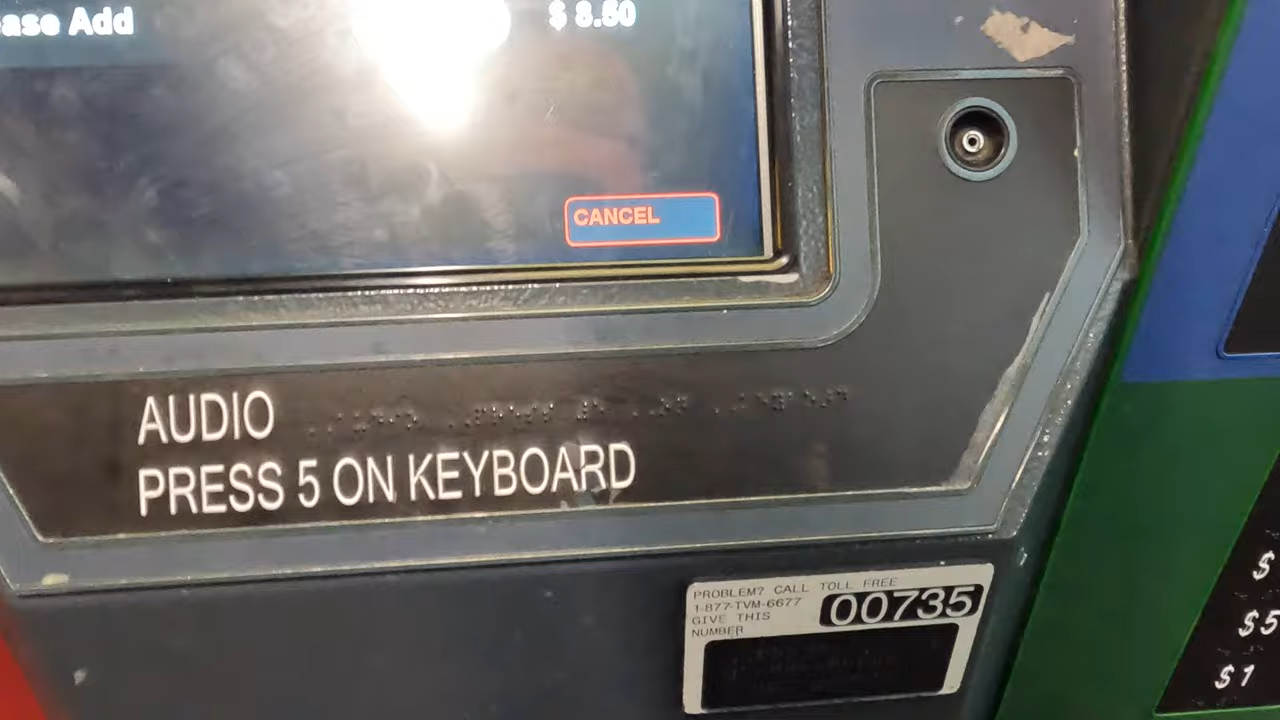 ase Add
$ 8.50
CANCEL
AUDIO
PRESS 5 ON KEYBOARD
PROBLEM? CALL TOLL FREE
1-877-TVM-6677
GIVE THIS
NUMBER
00735
$
$5
$1